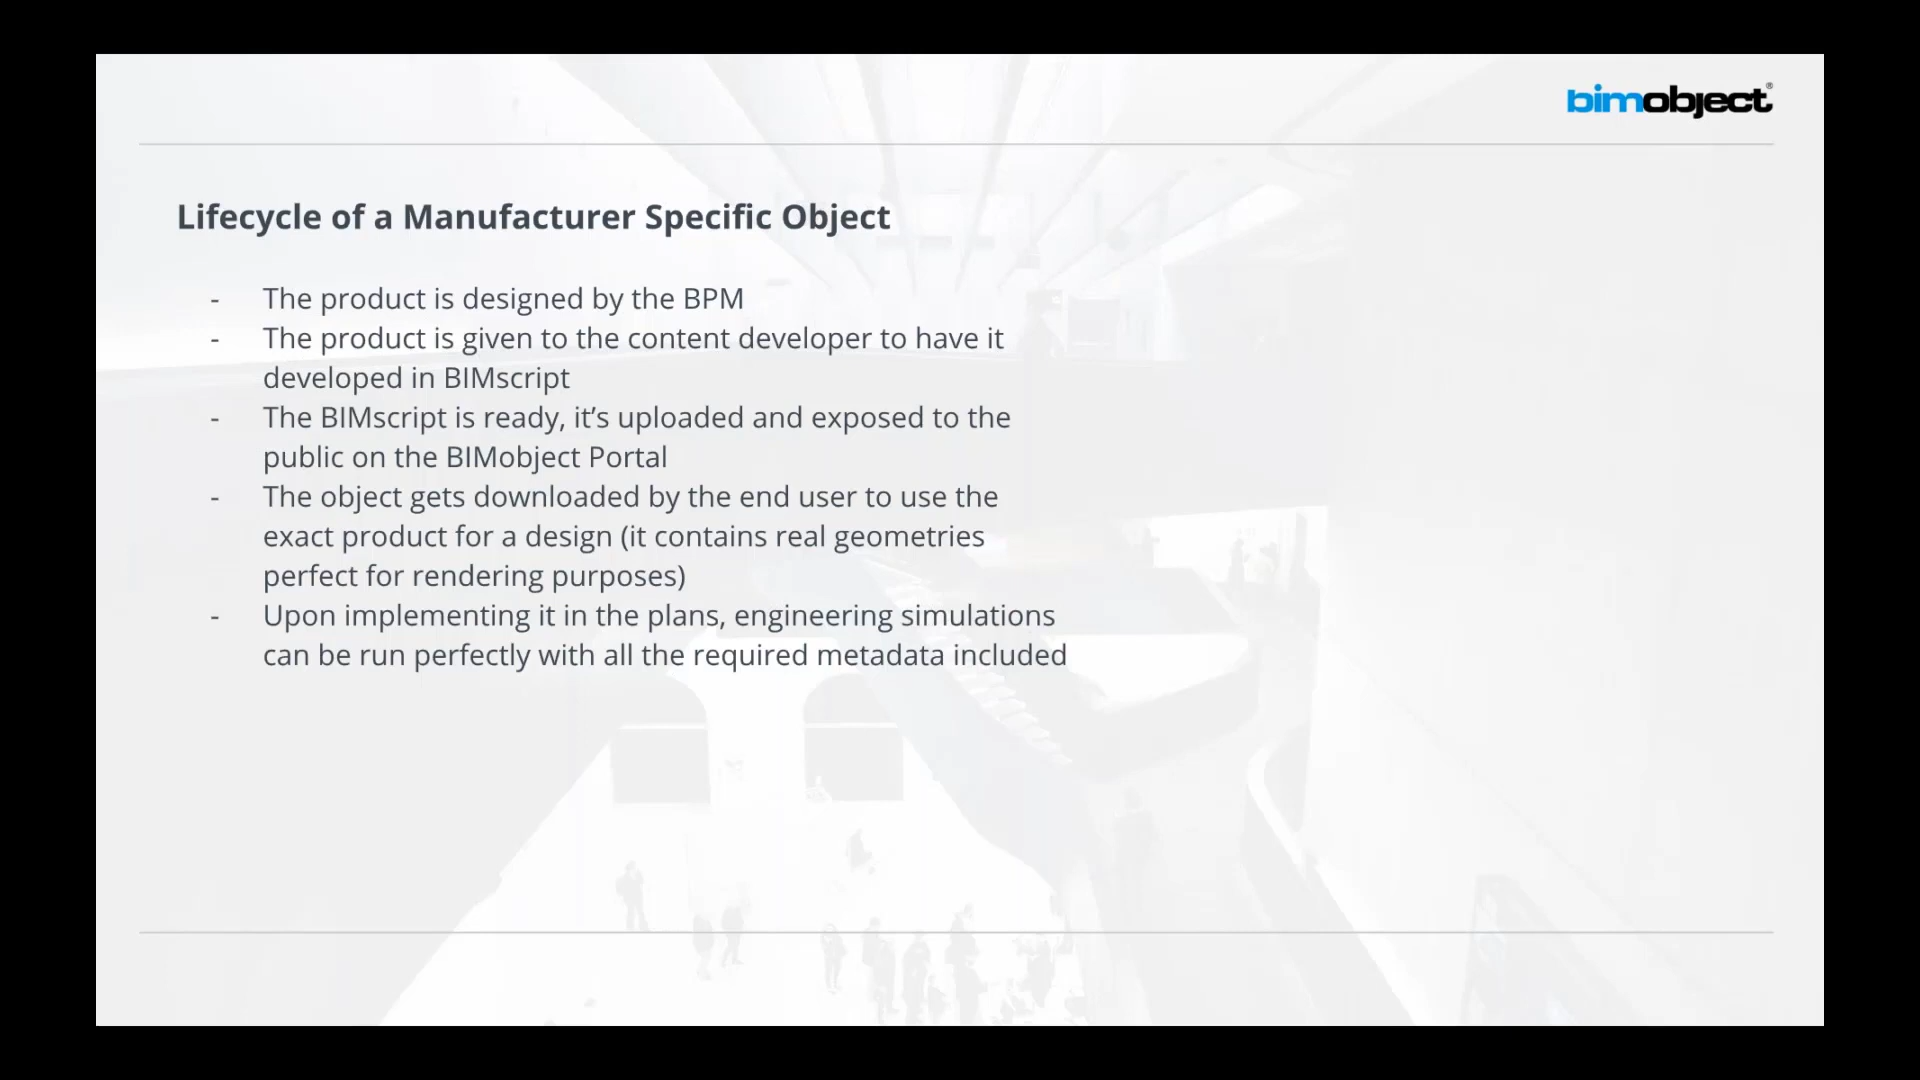 bimobject®
Lifecycle of a Manufacturer Specific Object
- The product is designed by the BPM
- The product is given to the content developer to have it
developed in BIMscript
- The BIMscript is ready, it’s uploaded and exposed to the
public on the BIMobject Portal
- The object gets downloaded by the end user to use the
exact product for a design (it contains real geometries
perfect for rendering purposes)
- Upon implementing it in the plans, engineering simulations
can be run perfectly with all the required metadata included